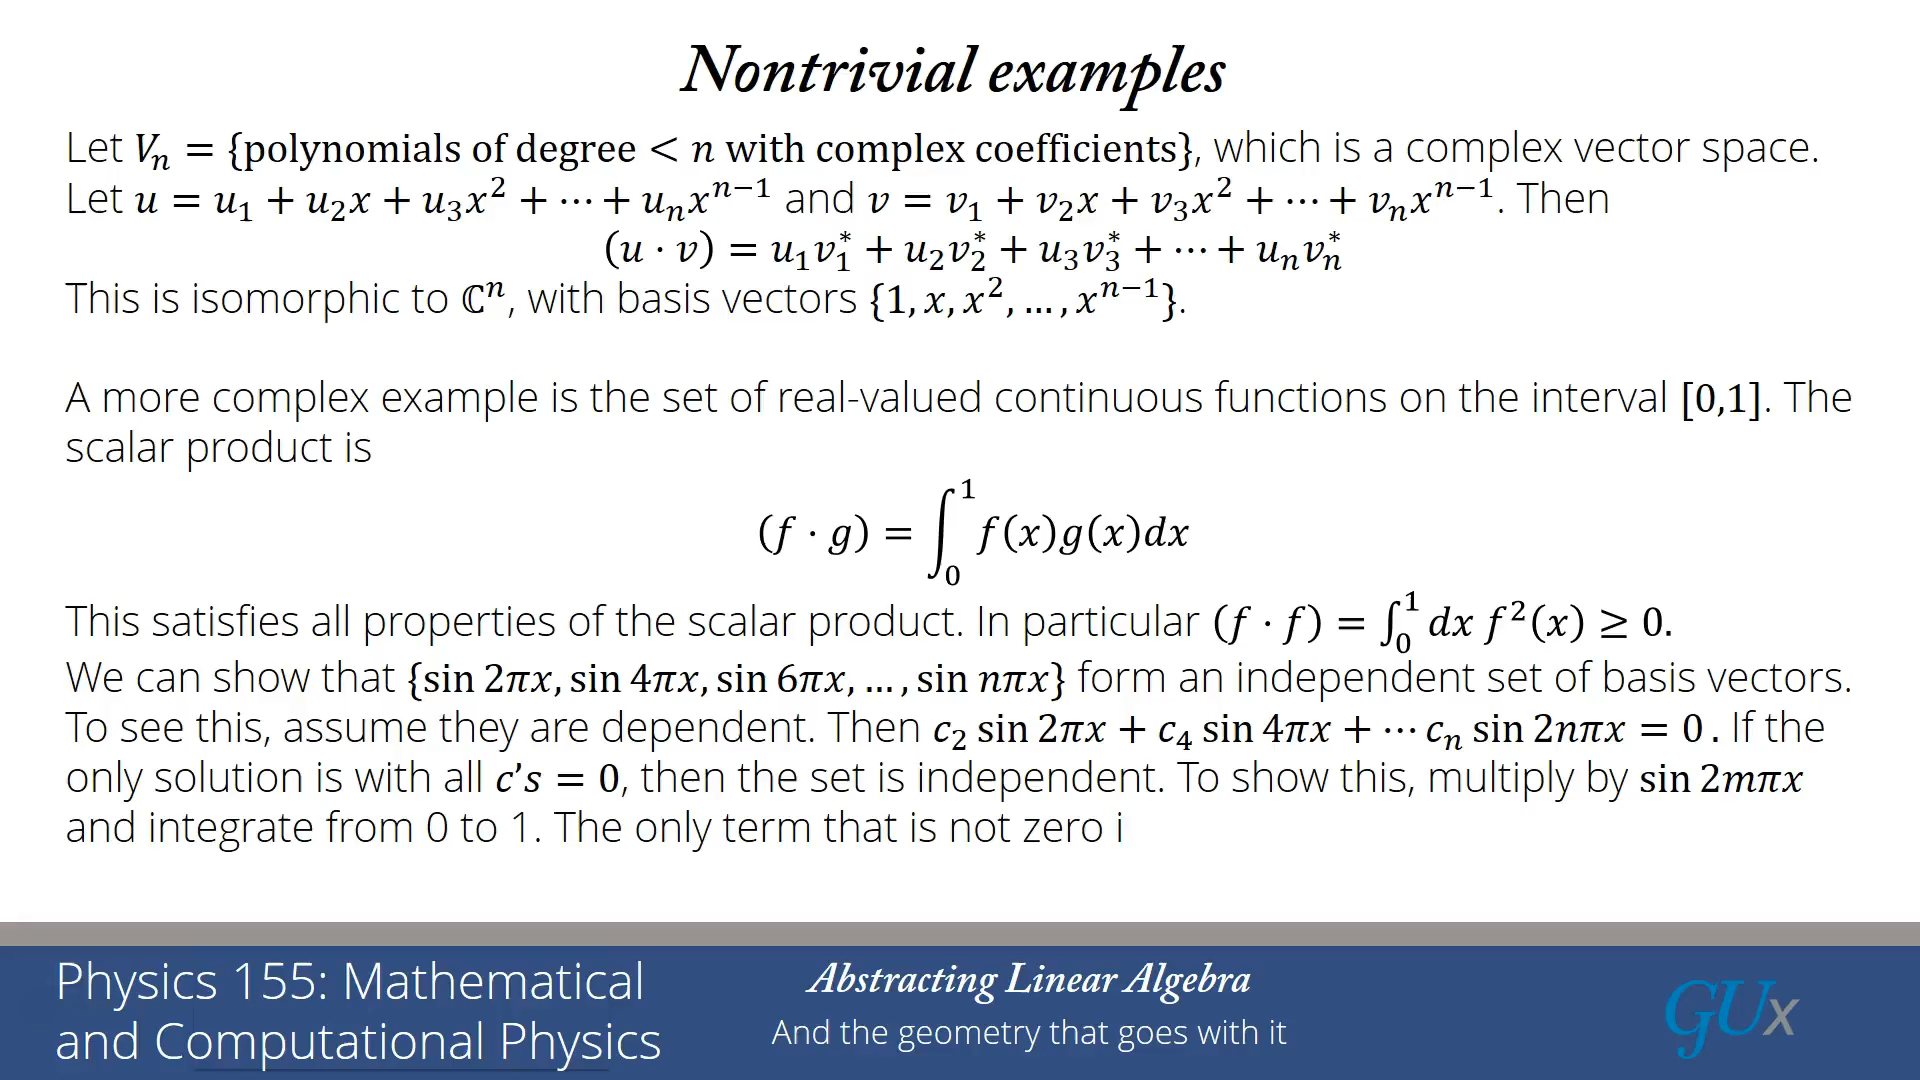 Nontrivial examples
Let Vₙ = {polynomials of degree < n with complex coefficients}, which is a complex vector space.
Let u = u₁ + u₂x + u₃x² + ⋯ + uₙxⁿ⁻¹ and v = v₁ + v₂x + v₃x² + ⋯ + vₙxⁿ⁻¹. Then
(u · v) = u₁v₁* + u₂v₂* + u₃v₃* + ⋯ + uₙvₙ*
This is isomorphic to ℂⁿ, with basis vectors {1, x, x², … , xⁿ⁻¹}.
A more complex example is the set of real-valued continuous functions on the interval [0,1]. The
scalar product is
(f · g) = ∫₀¹ f(x)g(x)dx
This satisfies all properties of the scalar product. In particular (f · f) = ∫₀¹ dx f²(x) ≥ 0.
We can show that {sin 2πx, sin 4πx, sin 6πx, … , sin nπx} form an independent set of basis vectors.
To see this, assume they are dependent. Then c₂ sin 2πx + c₄ sin 4πx + ⋯ cₙ sin 2nπx = 0 . If the
only solution is with all c’s = 0, then the set is independent. To show this, multiply by sin 2mπx
and integrate from 0 to 1. The only term that is not zero i
Physics 155: Mathematical
and Computational Physics
Abstracting Linear Algebra
And the geometry that goes with it
GUx